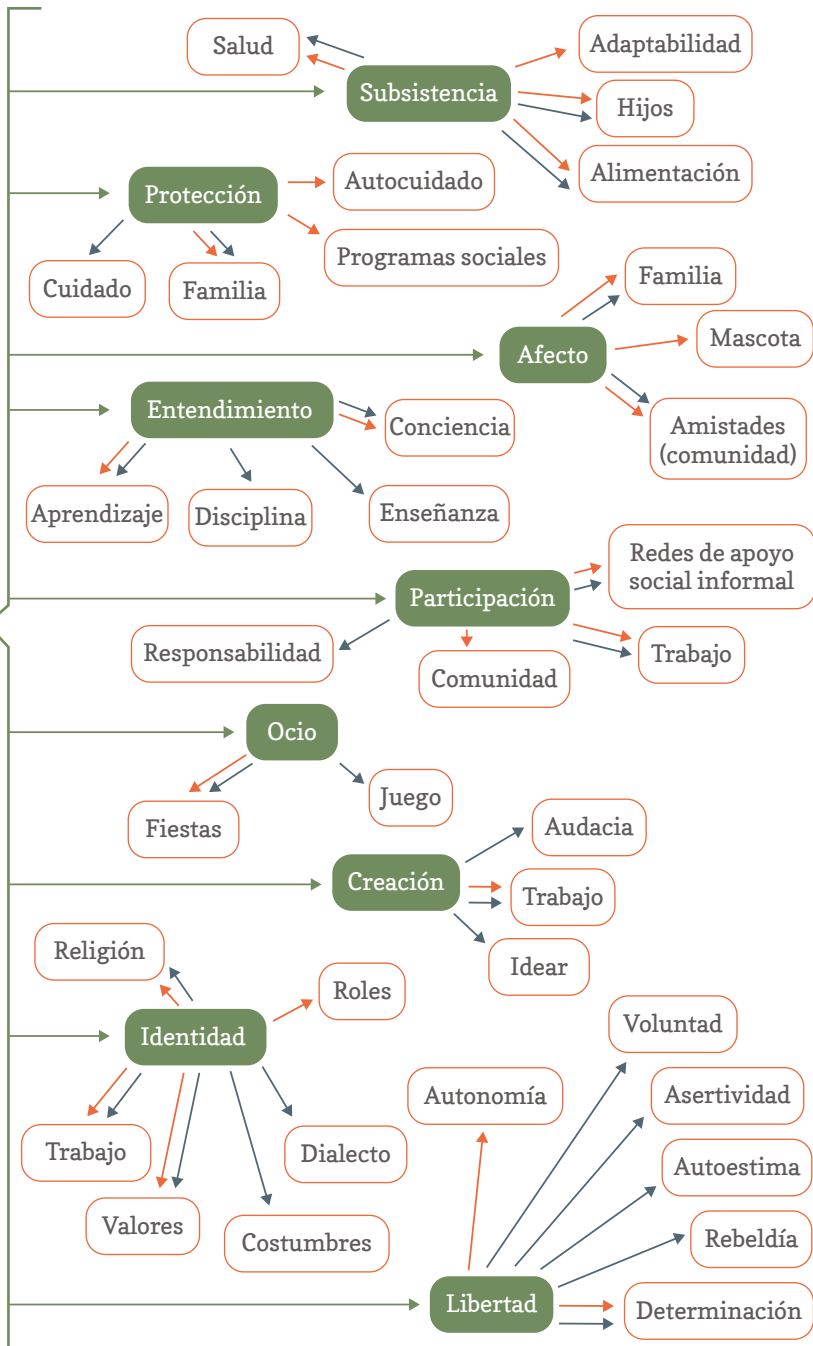 Salud
Adaptabilidad
Subsistencia
Hijos
Alimentación
Protección
Autocuidado
Programas sociales
Cuidado
Familia
Familia
Afecto
Mascota
Amistades
(comunidad)
Entendimiento
Conciencia
Aprendizaje
Disciplina
Enseñanza
Redes de apoyo
social informal
Participación
Responsabilidad
Comunidad
Trabajo
Ocio
Fiestas
Juego
Audacia
Creación
Trabajo
Idear
Religión
Roles
Identidad
Trabajo
Valores
Costumbres
Dialecto
Autonomía
Voluntad
Asertividad
Autoestima
Rebeldía
Libertad
Determinación